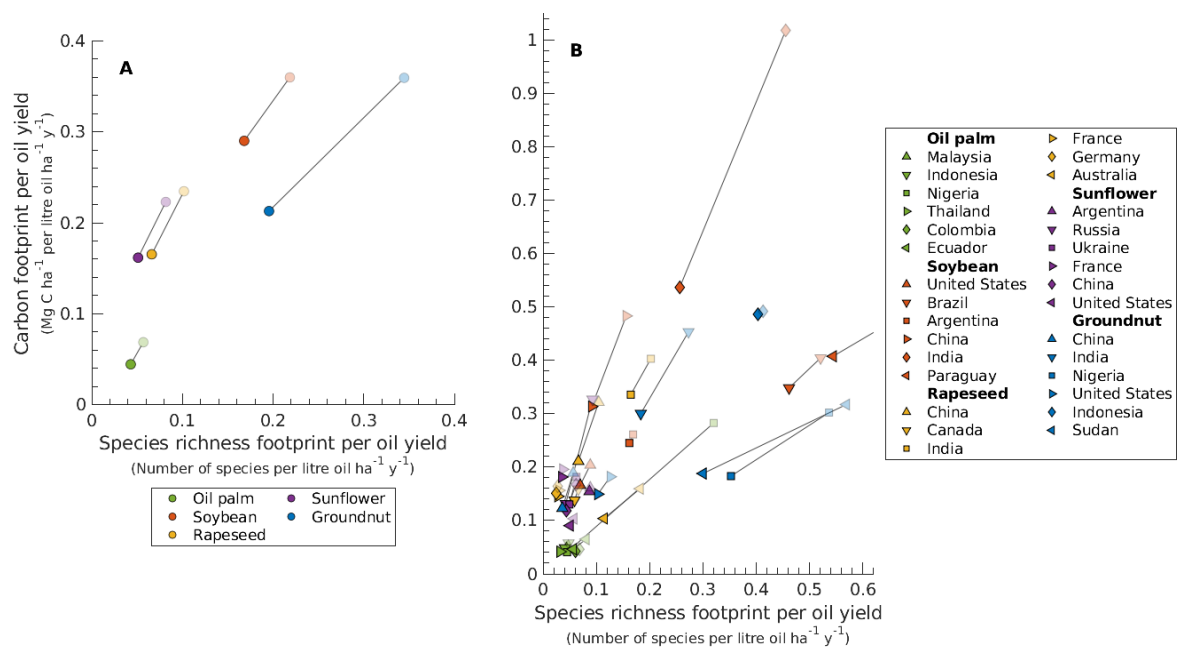 A
0.4
0.3
0.2
0.1
0
0
0.1
0.2
0.3
0.4
Carbon footprint per oil yield
(Mg C ha⁻¹ per litre oil ha⁻¹ y⁻¹)
Species richness footprint per oil yield
(Number of species per litre oil ha⁻¹ y⁻¹)
Oil palm
Soybean
Rapeseed
Sunflower
Groundnut
B
1
0.9
0.8
0.7
0.6
0.5
0.4
0.3
0.2
0.1
0
0
0.1
0.2
0.3
0.4
0.5
0.6
Species richness footprint per oil yield
(Number of species per litre oil ha⁻¹ y⁻¹)
Oil palm
Malaysia
Indonesia
Nigeria
Thailand
Colombia
Ecuador
Soybean
United States
Brazil
Argentina
China
India
Paraguay
Rapeseed
China
Canada
India
France
Germany
Australia
Sunflower
Argentina
Russia
Ukraine
France
China
United States
Groundnut
China
India
Nigeria
United States
Indonesia
Sudan